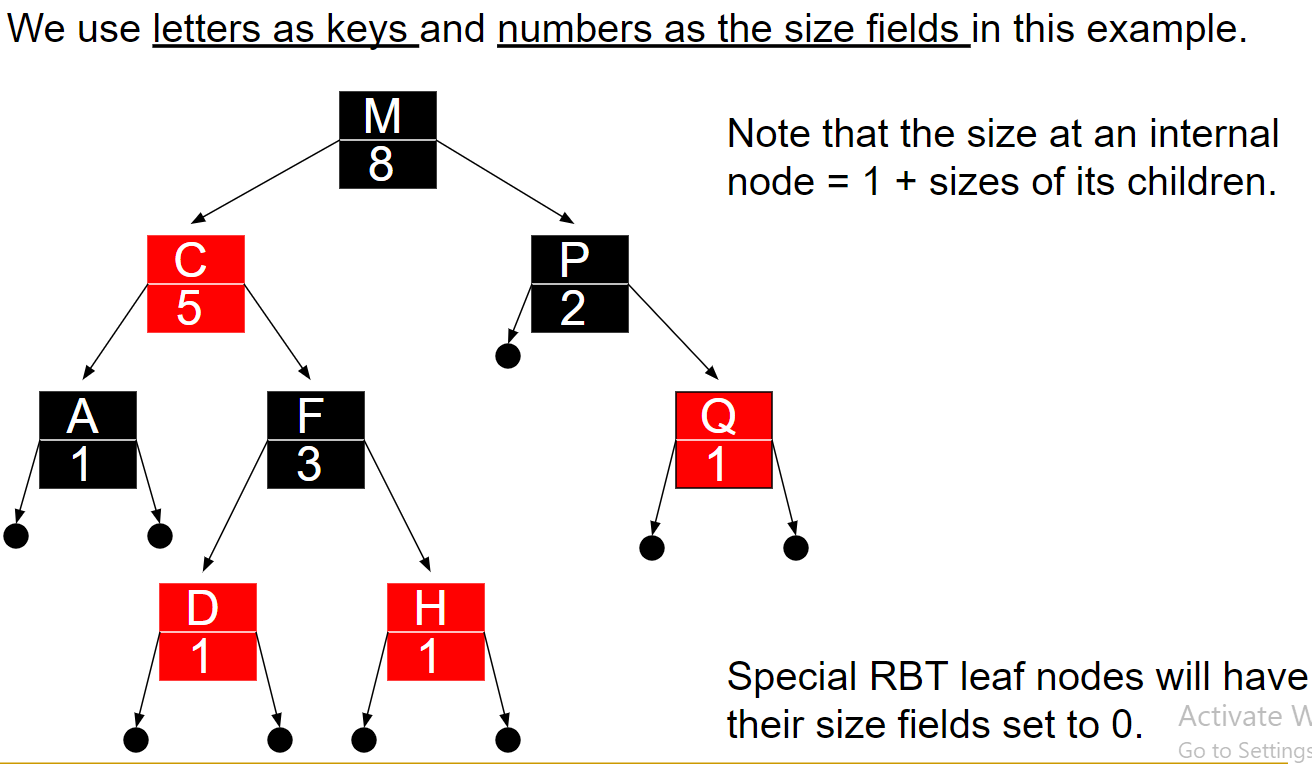 We use letters as keys and numbers as the size fields in this example.
M
8
Note that the size at an internal
node = 1 + sizes of its children.
C
5
P
2
A
1
F
3
Q
1
D
1
H
1
Special RBT leaf nodes will have
their size fields set to 0.
Activate W
Go to Settings